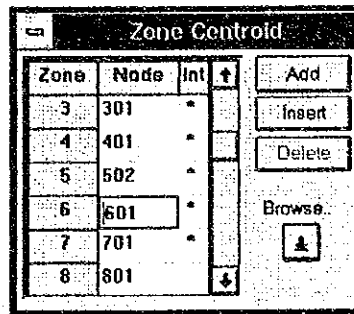 Zone Centroid
Zone Node Int
3 301 *
4 401 *
5 502 *
6 601 *
7 701 *
8 801
Add
Insert
Delete
Browse..